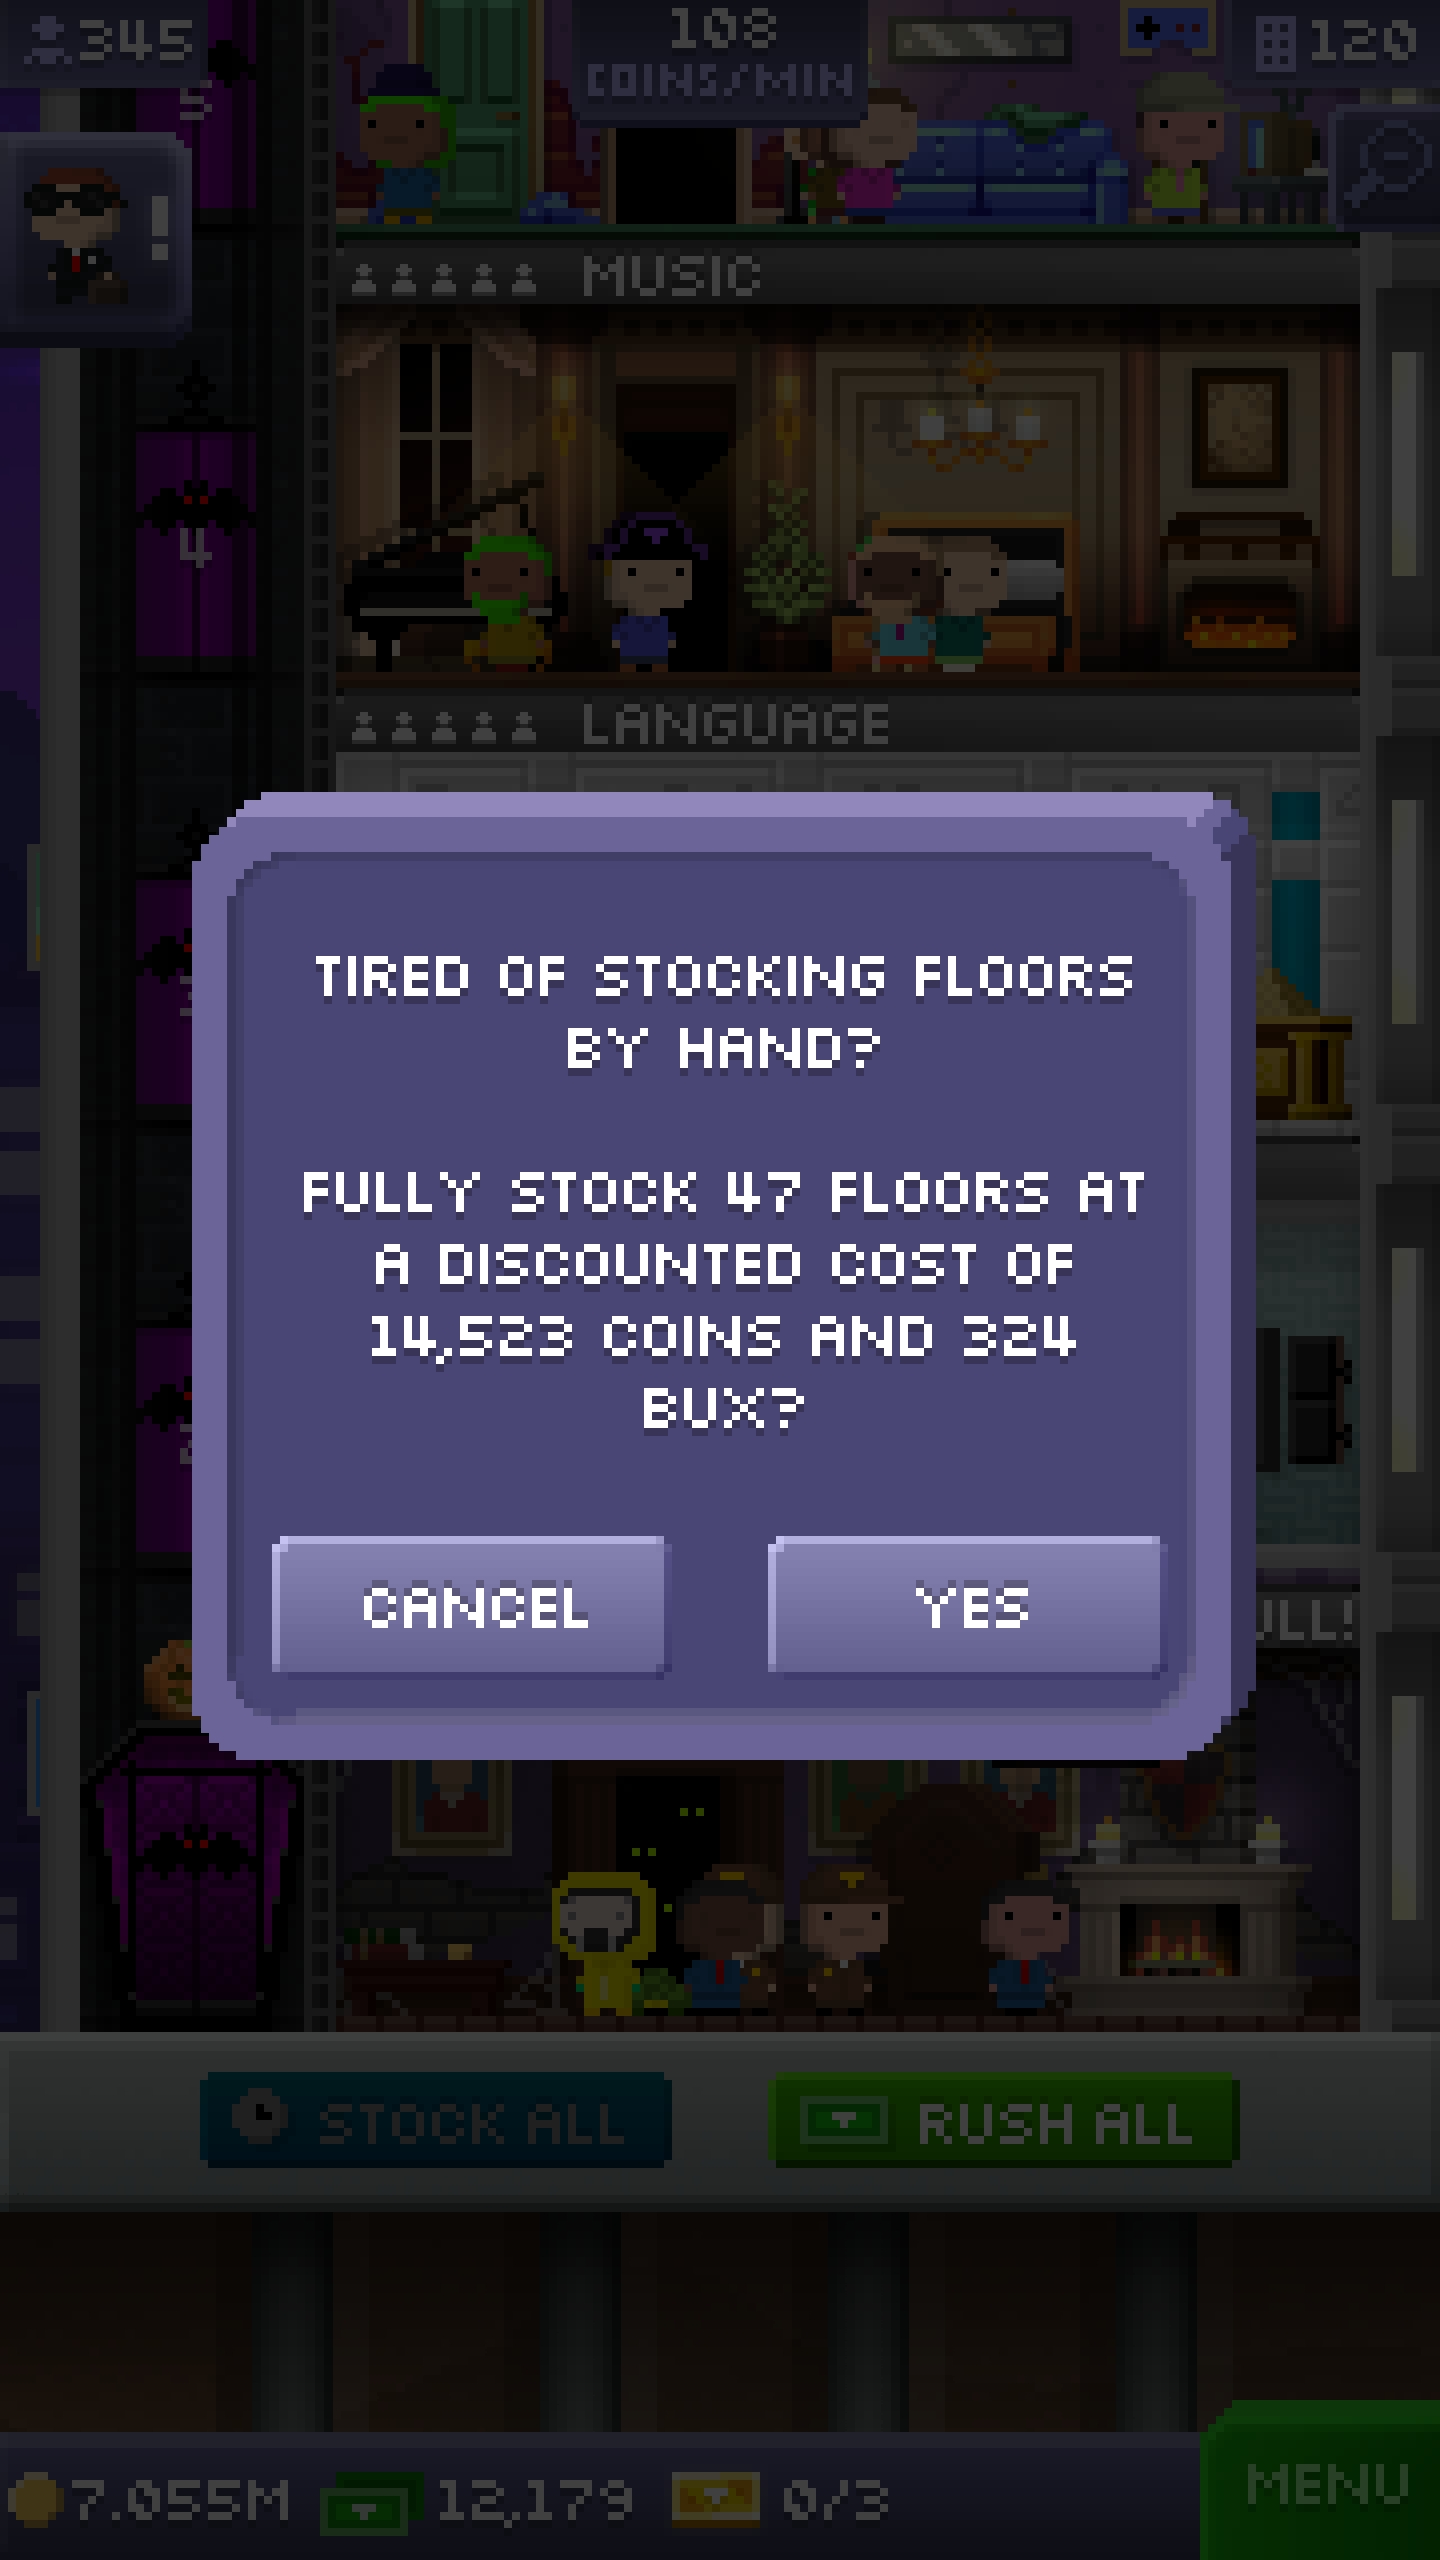 345
108
COINS/MIN
120
5
!
MUSIC
4
LANGUAGE
TIRED OF STOCKING FLOORS
BY HAND?
FULLY STOCK 47 FLOORS AT
A DISCOUNTED COST OF
14,523 COINS AND 324
BUX?
CANCEL
YES
STOCK ALL
RUSH ALL
7.055M
12,179
0/3
MENU